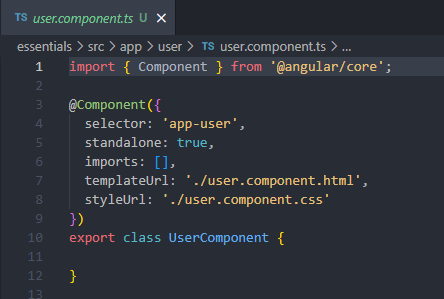 TS user.component.ts U ×
essentials > src > app > user > TS user.component.ts > ...
1 import { Component } from '@angular/core';
2
3 @Component({
4   selector: 'app-user',
5   standalone: true,
6   imports: [],
7   templateUrl: './user.component.html',
8   styleUrl: './user.component.css'
9 })
10 export class UserComponent {
11
12 }
13